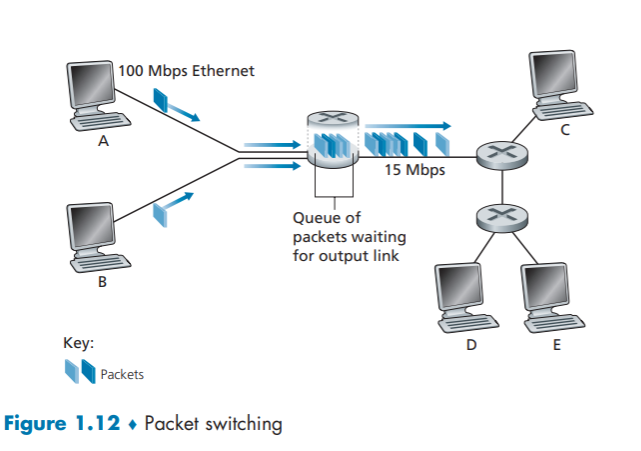 100 Mbps Ethernet
A
C
15 Mbps
Queue of
packets waiting
for output link
B
D
E
Key:
Packets
Figure 1.12 ♦ Packet switching